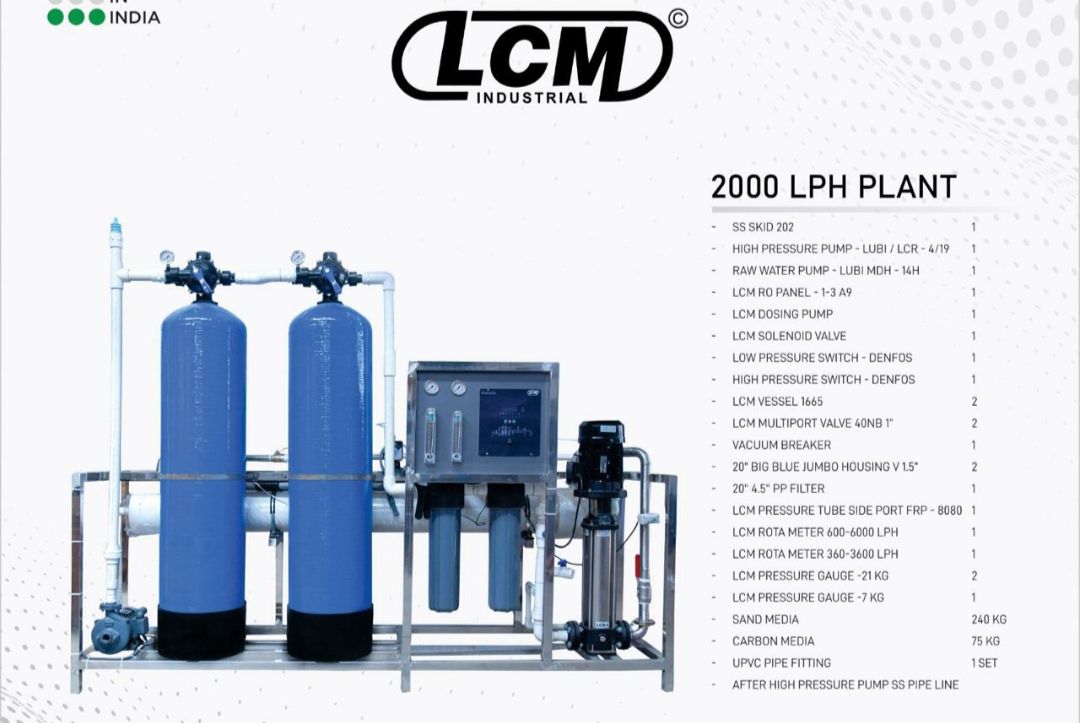 INDIA
LCM ©
INDUSTRIAL
2000 LPH PLANT
- SS SKID 202 1
- HIGH PRESSURE PUMP - LUBI / LCR - 4/19 1
- RAW WATER PUMP - LUBI MDH - 14H 1
- LCM RO PANEL - 1-3 A9 1
- LCM DOSING PUMP 1
- LCM SOLENOID VALVE 1
- LOW PRESSURE SWITCH - DENFOS 1
- HIGH PRESSURE SWITCH - DENFOS 1
- LCM VESSEL 1665 2
- LCM MULTIPORT VALVE 40NB 1" 2
- VACUUM BREAKER 1
- 20" BIG BLUE JUMBO HOUSING V 1.5" 2
- 20" 4.5" PP FILTER 1
- LCM PRESSURE TUBE SIDE PORT FRP - 8080 1
- LCM ROTA METER 600-6000 LPH 1
- LCM ROTA METER 360-3600 LPH 1
- LCM PRESSURE GAUGE -21 KG 2
- LCM PRESSURE GAUGE -7 KG 1
- SAND MEDIA 240 KG
- CARBON MEDIA 75 KG
- UPVC PIPE FITTING 1 SET
- AFTER HIGH PRESSURE PUMP SS PIPE LINE